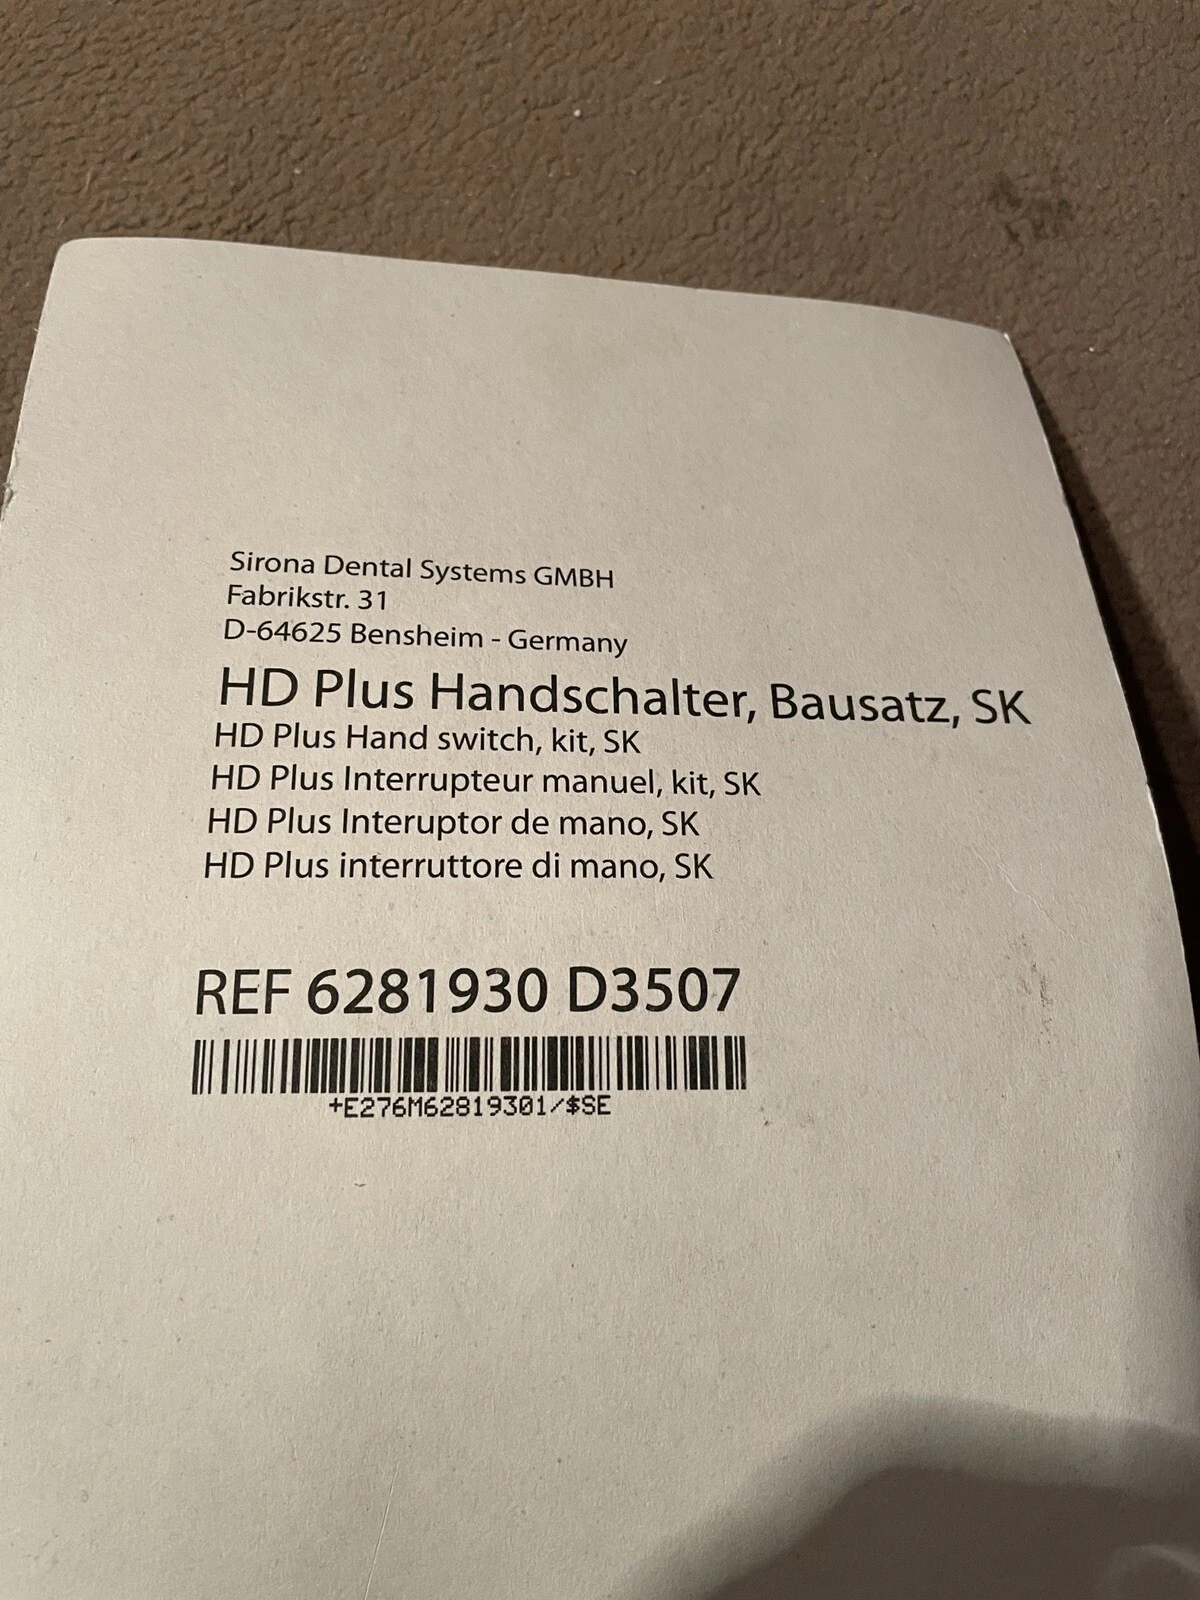 Sirona Dental Systems GMBH
Fabrikstr. 31
D-64625 Bensheim - Germany
HD Plus Handschalter, Bausatz, SK
HD Plus Hand switch, kit, SK
HD Plus Interrupteur manuel, kit, SK
HD Plus Interuptor de mano, SK
HD Plus interruttore di mano, SK
REF 6281930 D3507
+E276M62819301/$SE